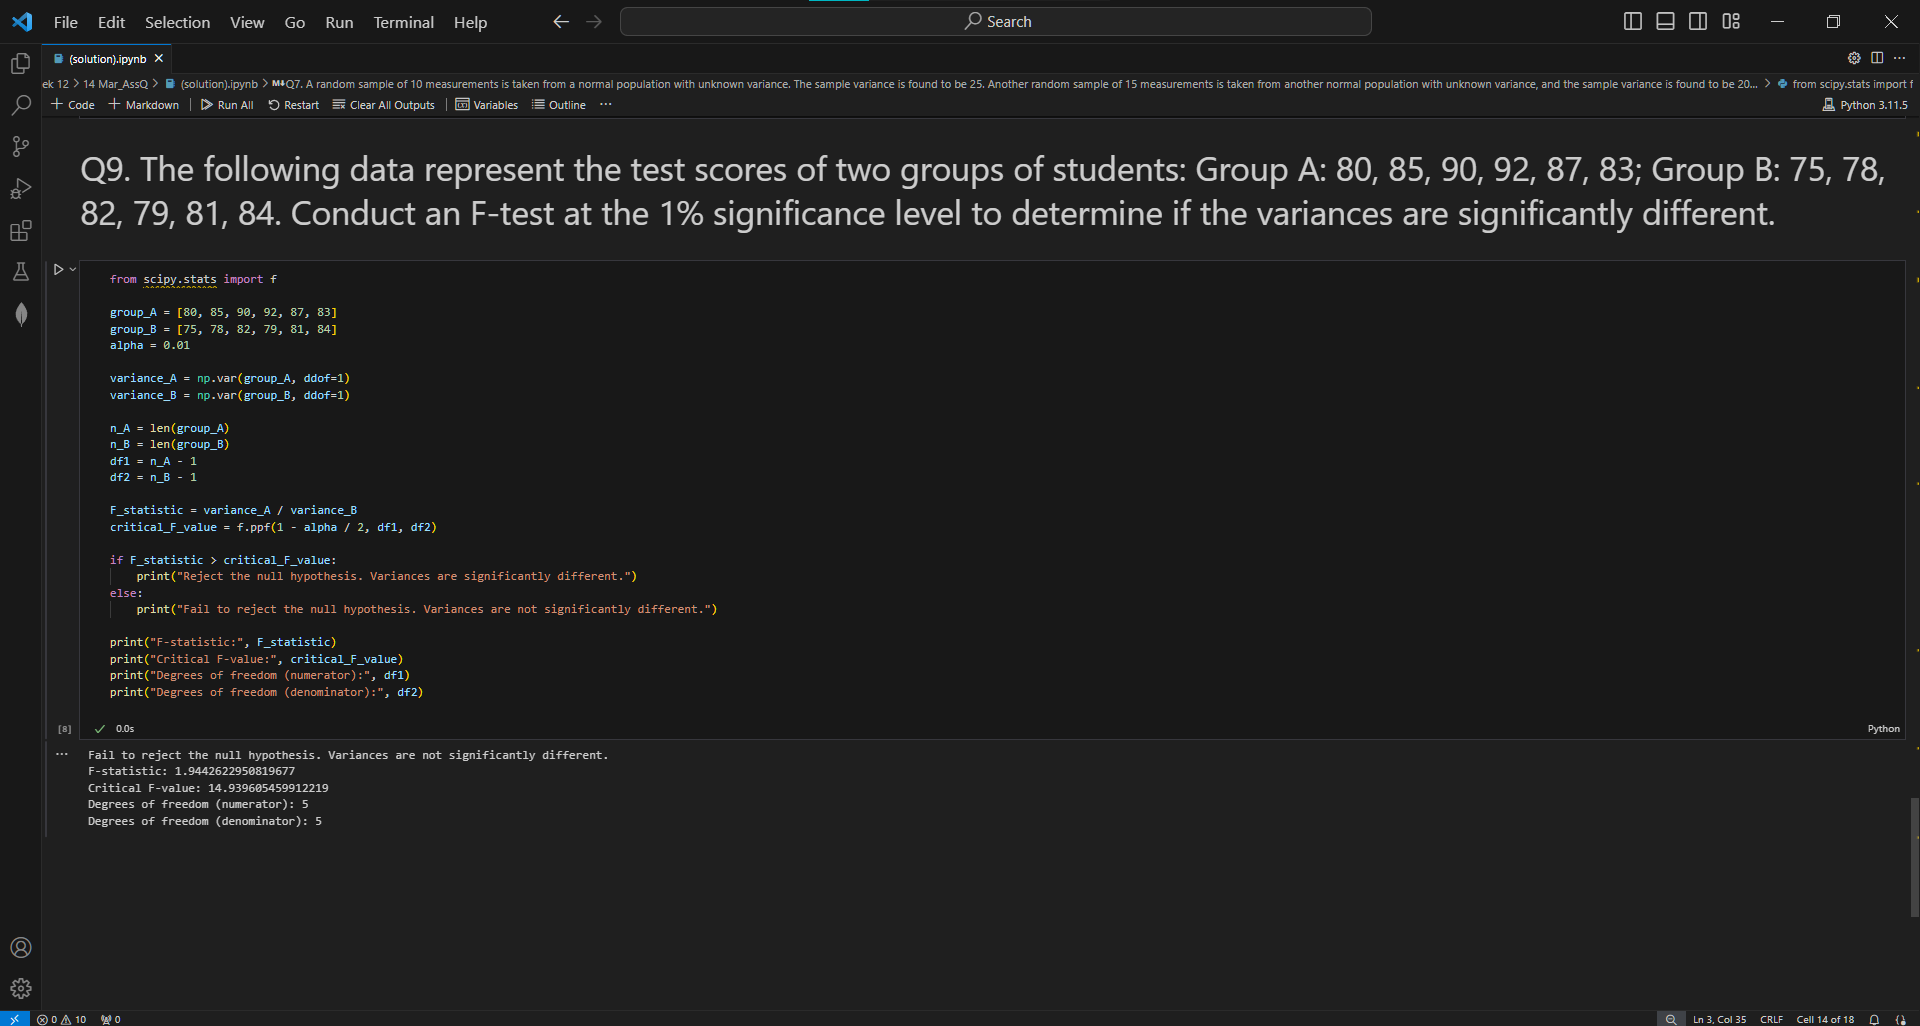 File Edit Selection View Go Run Terminal Help
Search
(solution).ipynb
ek 12 > 14 Mar_AssQ > (solution).ipynb > M↓Q7. A random sample of 10 measurements is taken from a normal population with unknown variance. The sample variance is found to be 25. Another random sample of 15 measurements is taken from another normal population with unknown variance, and the sample variance is found to be 20... > from scipy.stats import f
+ Code + Markdown | Run All Restart Clear All Outputs | Variables Outline ...
Python 3.11.5
Q9. The following data represent the test scores of two groups of students: Group A: 80, 85, 90, 92, 87, 83; Group B: 75, 78,
82, 79, 81, 84. Conduct an F-test at the 1% significance level to determine if the variances are significantly different.
from scipy.stats import f
group_A = [80, 85, 90, 92, 87, 83]
group_B = [75, 78, 82, 79, 81, 84]
alpha = 0.01
variance_A = np.var(group_A, ddof=1)
variance_B = np.var(group_B, ddof=1)
n_A = len(group_A)
n_B = len(group_B)
df1 = n_A - 1
df2 = n_B - 1
F_statistic = variance_A / variance_B
critical_F_value = f.ppf(1 - alpha / 2, df1, df2)
if F_statistic > critical_F_value:
print("Reject the null hypothesis. Variances are significantly different.")
else:
print("Fail to reject the null hypothesis. Variances are not significantly different.")
print("F-statistic:", F_statistic)
print("Critical F-value:", critical_F_value)
print("Degrees of freedom (numerator):", df1)
print("Degrees of freedom (denominator):", df2)
[8] 0.0s
Python
Fail to reject the null hypothesis. Variances are not significantly different.
F-statistic: 1.9442622950819677
Critical F-value: 14.939605459912219
Degrees of freedom (numerator): 5
Degrees of freedom (denominator): 5
0 10 0
Ln 3, Col 35 CRLF Cell 14 of 18